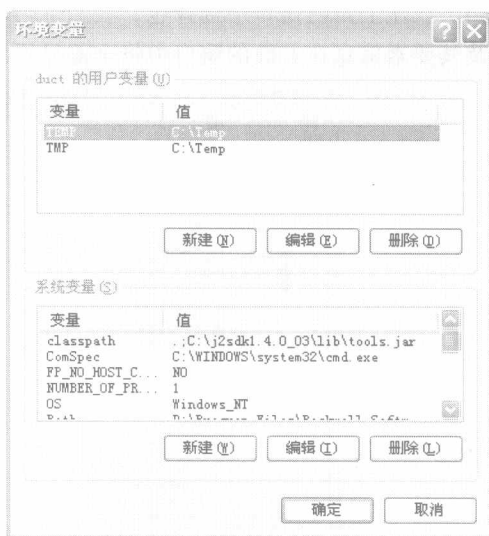 环境变量
duct 的用户变量(U)
变量 值
TEMP C:\Temp
TMP C:\Temp
新建(N) 编辑(E) 删除(D)
系统变量(S)
变量 值
classpath .;C:\j2sdk1.4.0_03\lib\tools.jar
ComSpec C:\WINDOWS\system32\cmd.exe
FP_NO_HOST_C... NO
NUMBER_OF_PR... 1
OS Windows_NT
新建(W) 编辑(I) 删除(L)
确定 取消